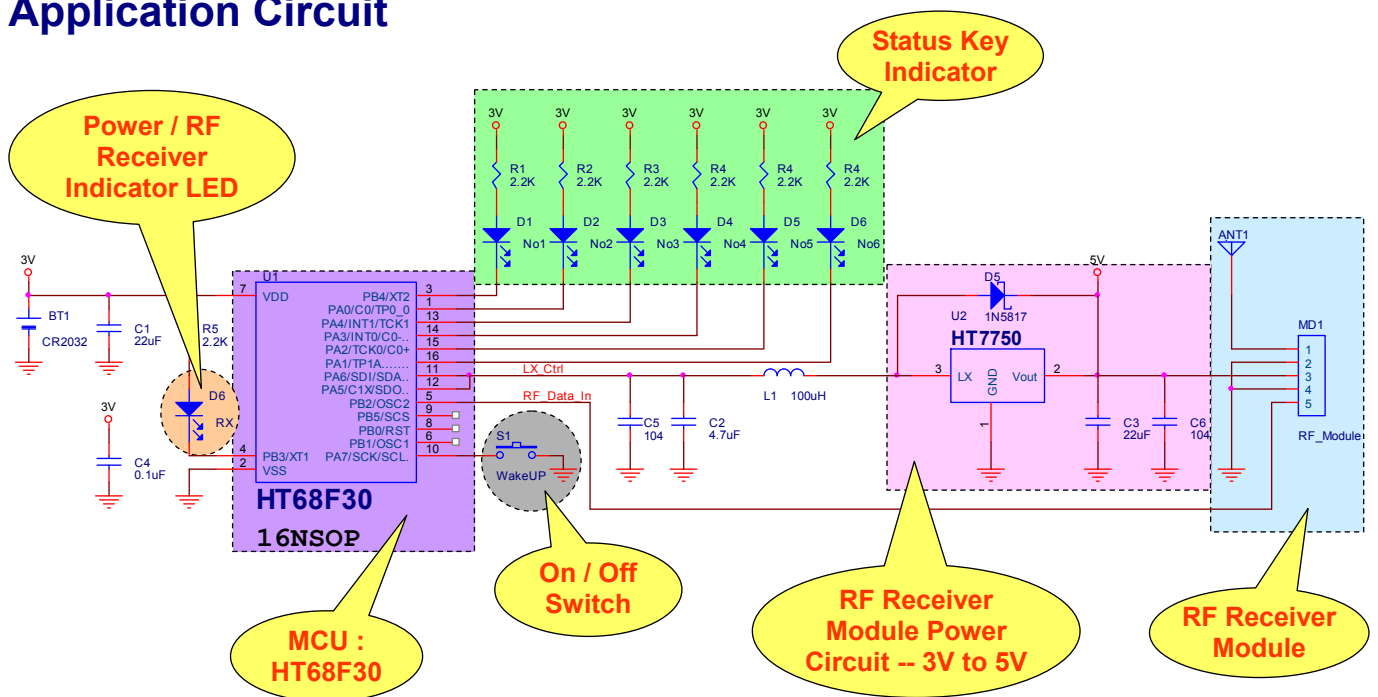 Application Circuit
Status Key
Indicator
Power / RF
Receiver
Indicator LED
3V
3V
3V
3V
3V
3V
R1
2.2K
R2
2.2K
R3
2.2K
R4
2.2K
R4
2.2K
R4
2.2K
D1
No1
D2
No2
D3
No3
D4
No4
D5
No5
D6
No6
3V
BT1
CR2032
C1
22uF
R5
2.2K
D6
RX
3V
C4
0.1uF
U1
7
VDD
4
PB3/XT1
2
VSS
PB4/XT2
3
PA0/C0/TP0_0
1
PA4/INT1/TCK1
13
PA3/INT0/C0-..
14
PA2/TCK0/C0+
15
PA1/TP1A.......
16
PA6/SDI/SDA..
11
PA5/C1X/SDO..
12
PB2/OSC2
5
PB5/SCS
9
PB0/RST
8
PB1/OSC1
6
PA7/SCK/SCL.
10
HT68F30
16NSOP
LX_Ctrl
RF_Data_In
S1
WakeUP
C5
104
C2
4.7uF
L1 100uH
D5
1N5817
U2
HT7750
3
LX
GND
1
Vout
2
5V
C3
22uF
C6
104
ANT1
MD1
1
2
3
4
5
RF_Module
MCU :
HT68F30
On / Off
Switch
RF Receiver
Module Power
Circuit -- 3V to 5V
RF Receiver
Module